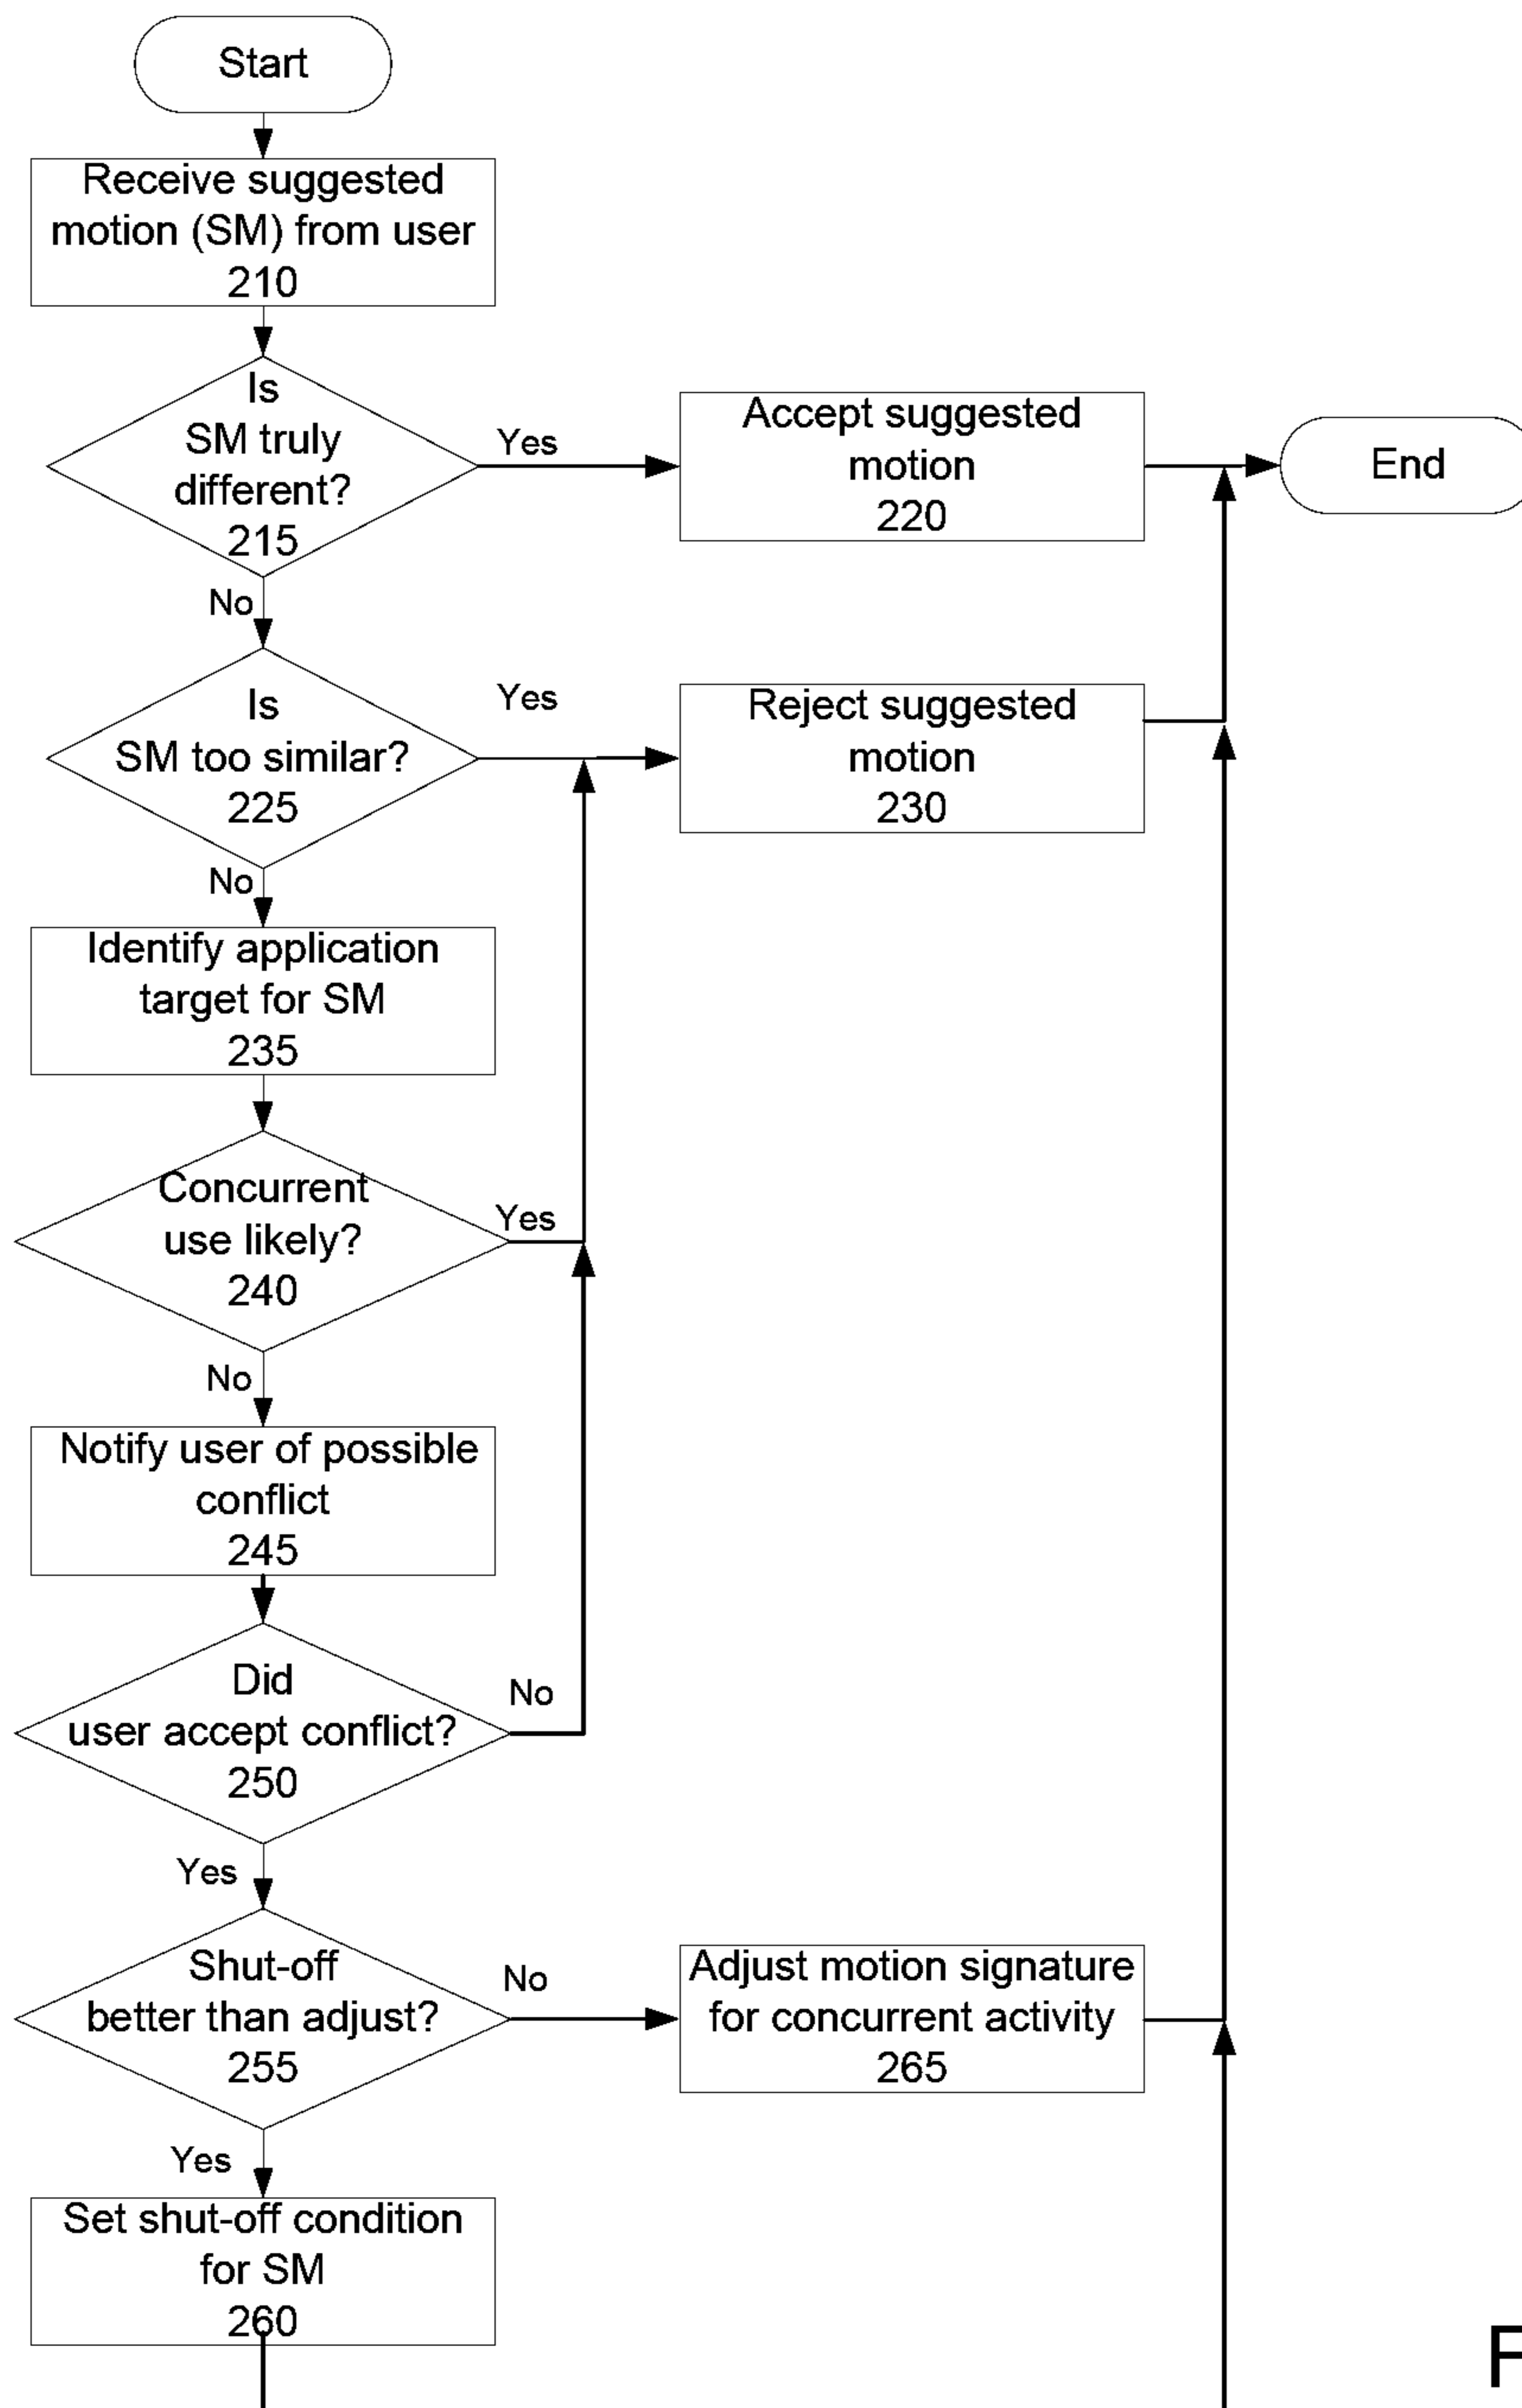 Start
Receive suggested
motion (SM) from user
210
Is
SM truly
different?
215
Yes
Accept suggested
motion
220
End
No
Is
SM too similar?
225
Yes
Reject suggested
motion
230
No
Identify application
target for SM
235
Concurrent
use likely?
240
Yes
No
Notify user of possible
conflict
245
Did
user accept conflict?
250
No
Yes
Shut-off
better than adjust?
255
No
Adjust motion signature
for concurrent activity
265
Yes
Set shut-off condition
for SM
260